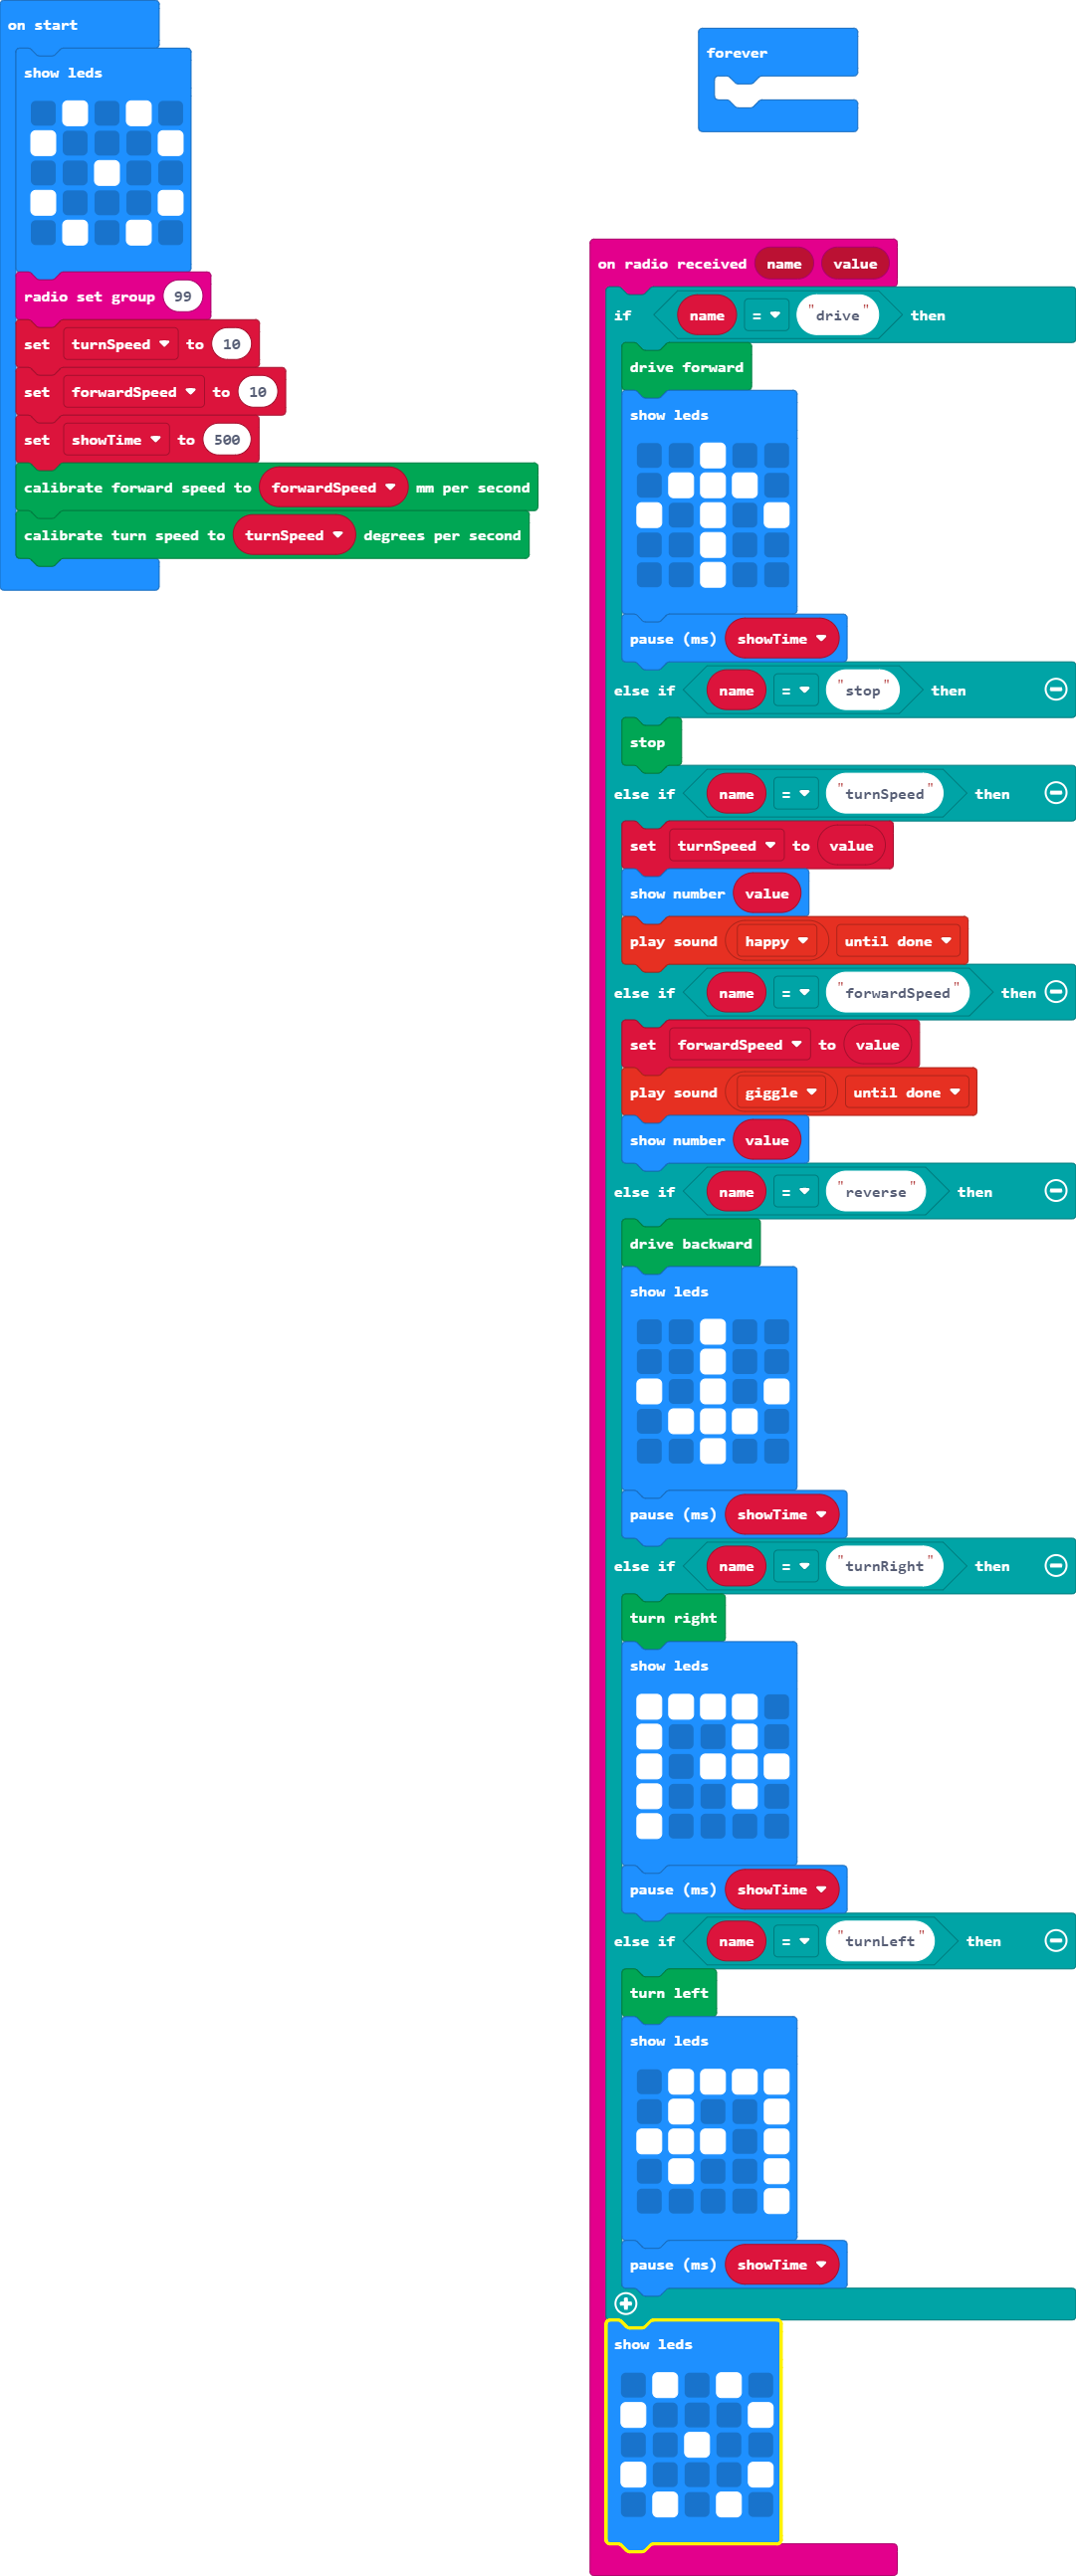 on start
show leds
radio set group 99
set turnSpeed to 10
set forwardSpeed to 10
set showTime to 500
calibrate forward speed to forwardSpeed mm per second
calibrate turn speed to turnSpeed degrees per second
forever
on radio received name value
if name = "drive" then
drive forward
show leds
pause (ms) showTime
else if name = "stop" then
stop
else if name = "turnSpeed" then
set turnSpeed to value
show number value
play sound happy until done
else if name = "forwardSpeed" then
set forwardSpeed to value
play sound giggle until done
show number value
else if name = "reverse" then
drive backward
show leds
pause (ms) showTime
else if name = "turnRight" then
turn right
show leds
pause (ms) showTime
else if name = "turnLeft" then
turn left
show leds
pause (ms) showTime
show leds